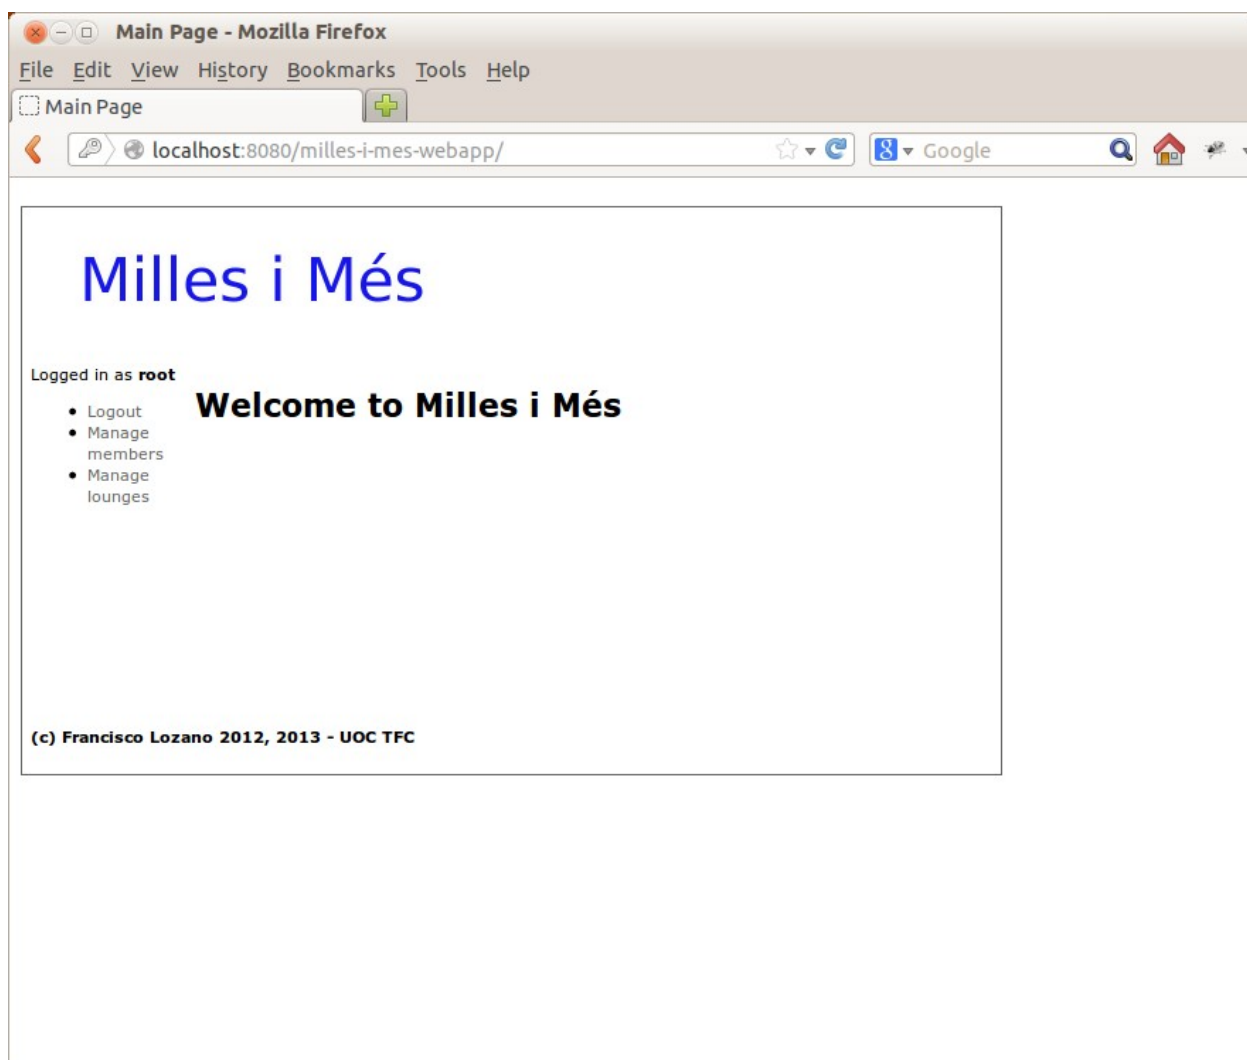 Main Page - Mozilla Firefox
File Edit View History Bookmarks Tools Help
Main Page
localhost:8080/milles-i-mes-webapp/
8 Google
Milles i Més
Logged in as root
Welcome to Milles i Més
Logout
Manage
members
Manage
lounges
(c) Francisco Lozano 2012, 2013 - UOC TFC